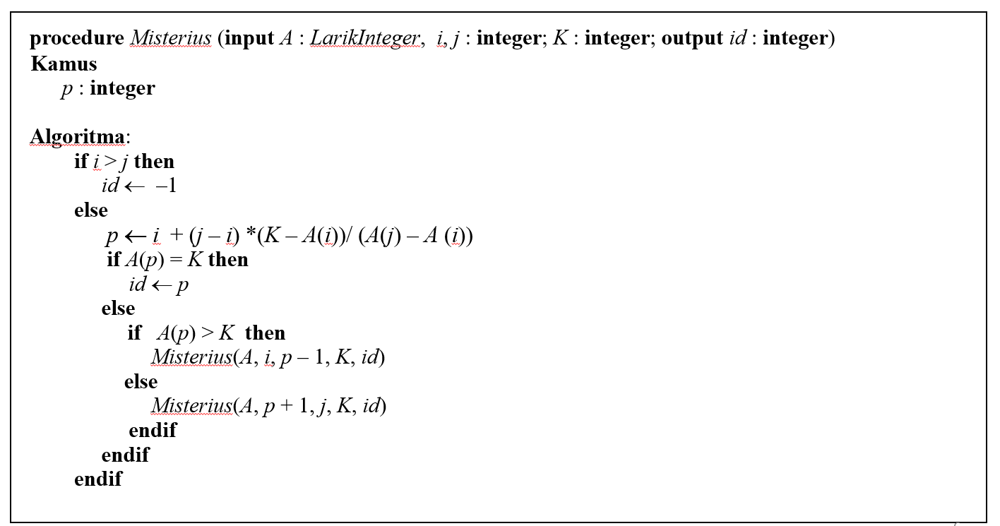 procedure Misterius (input A : LarikInteger, i, j : integer; K : integer; output id : integer)
Kamus
p : integer
Algoritma:
if i > j then
id ← –1
else
p ← i + (j – i) *(K – A(i))/ (A(j) – A (i))
if A(p) = K then
id ← p
else
if A(p) > K then
Misterius(A, i, p – 1, K, id)
else
Misterius(A, p + 1, j, K, id)
endif
endif
endif